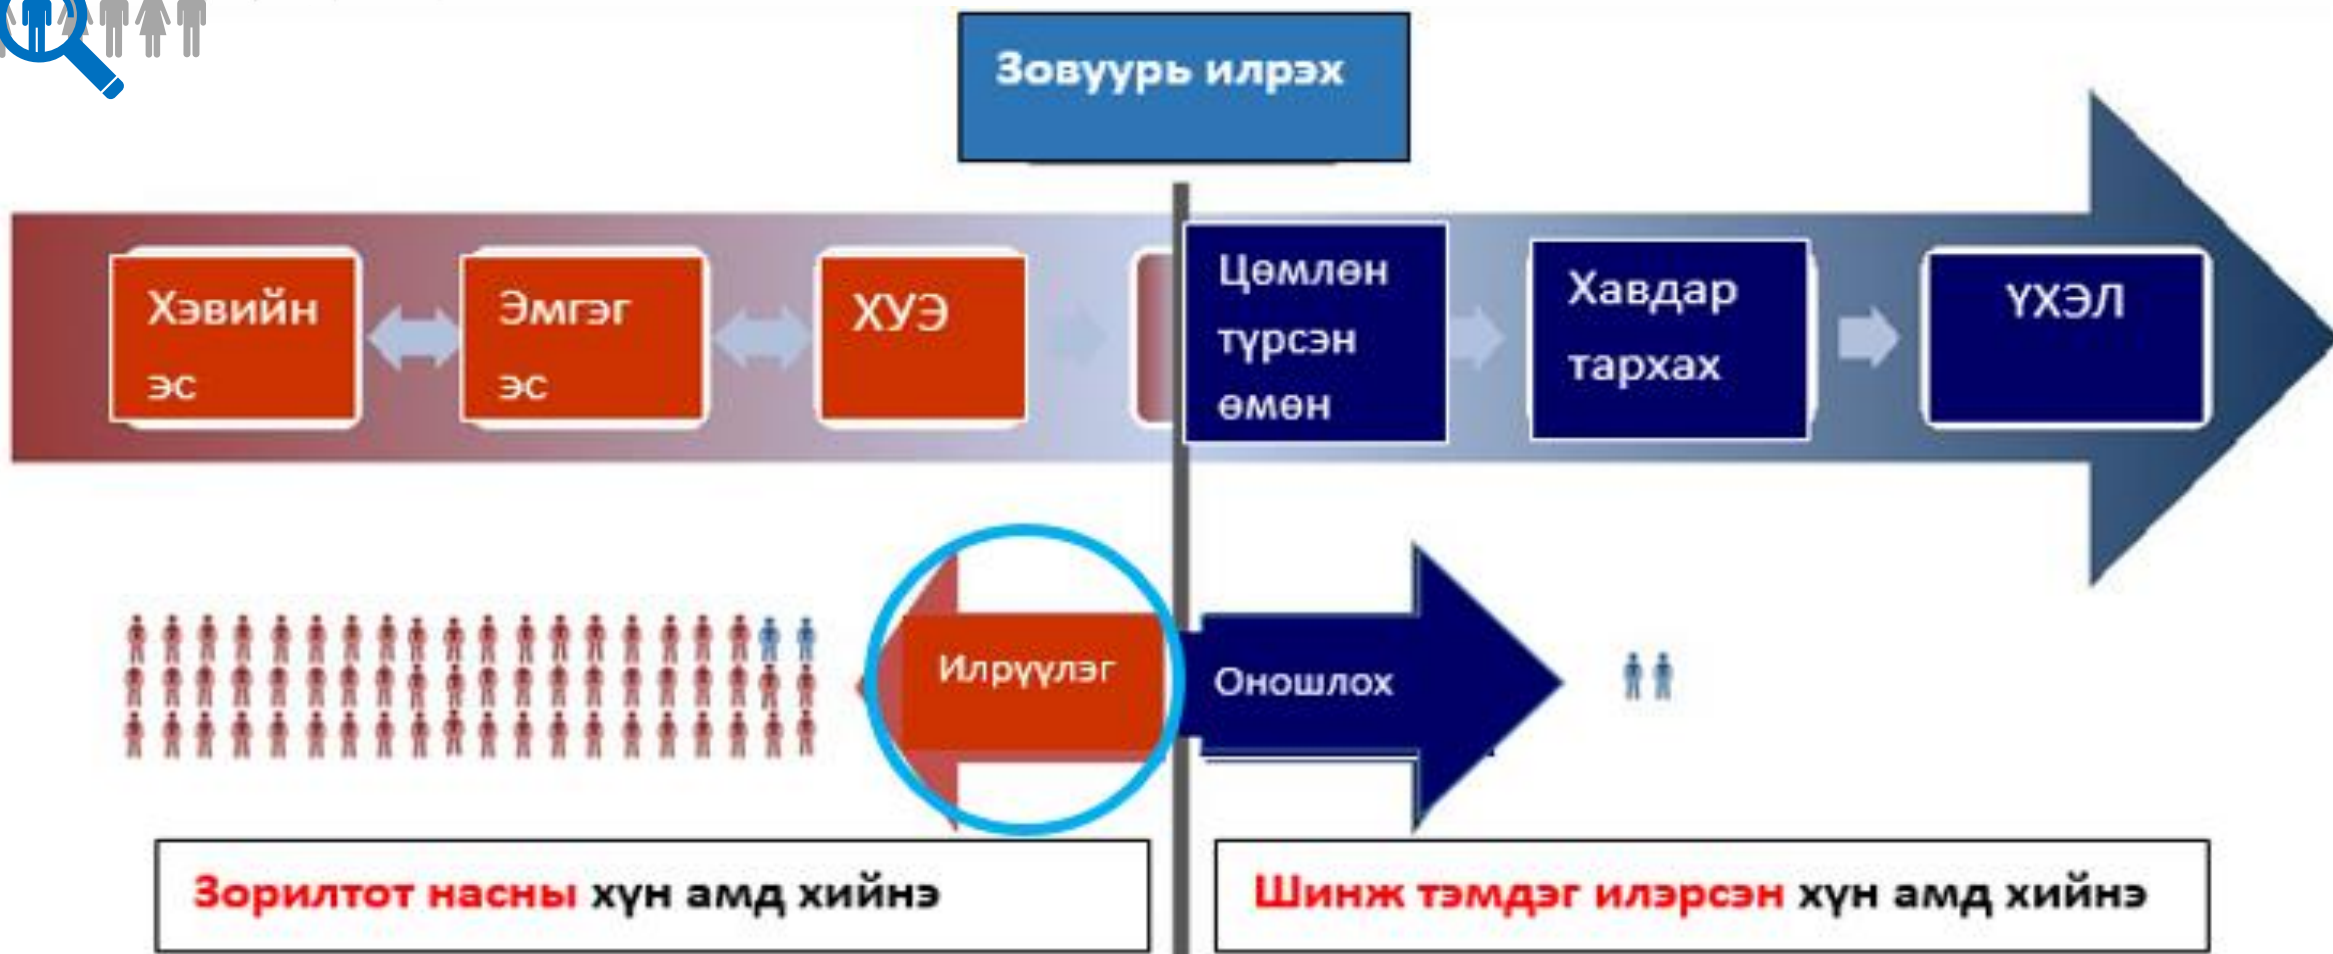 Зовуурь илрэх
Хэвийн
эс
Эмгэг
эс
ХУЭ
Цөмлөн
түрсэн
өмөн
Хавдар
тархах
ҮХЭЛ
Илрүүлэг
Оношлох
Зорилтот насны хүн амд хийнэ
Шинж тэмдэг илэрсэн хүн амд хийнэ